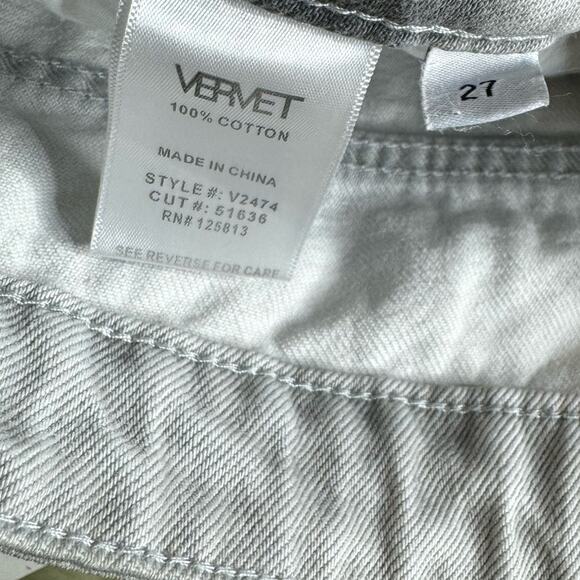 VERVET
100% COTTON
27
MADE IN CHINA
STYLE#: V2474
CUT#: 51636
RN# 125813
SEE REVERSE FOR CARE